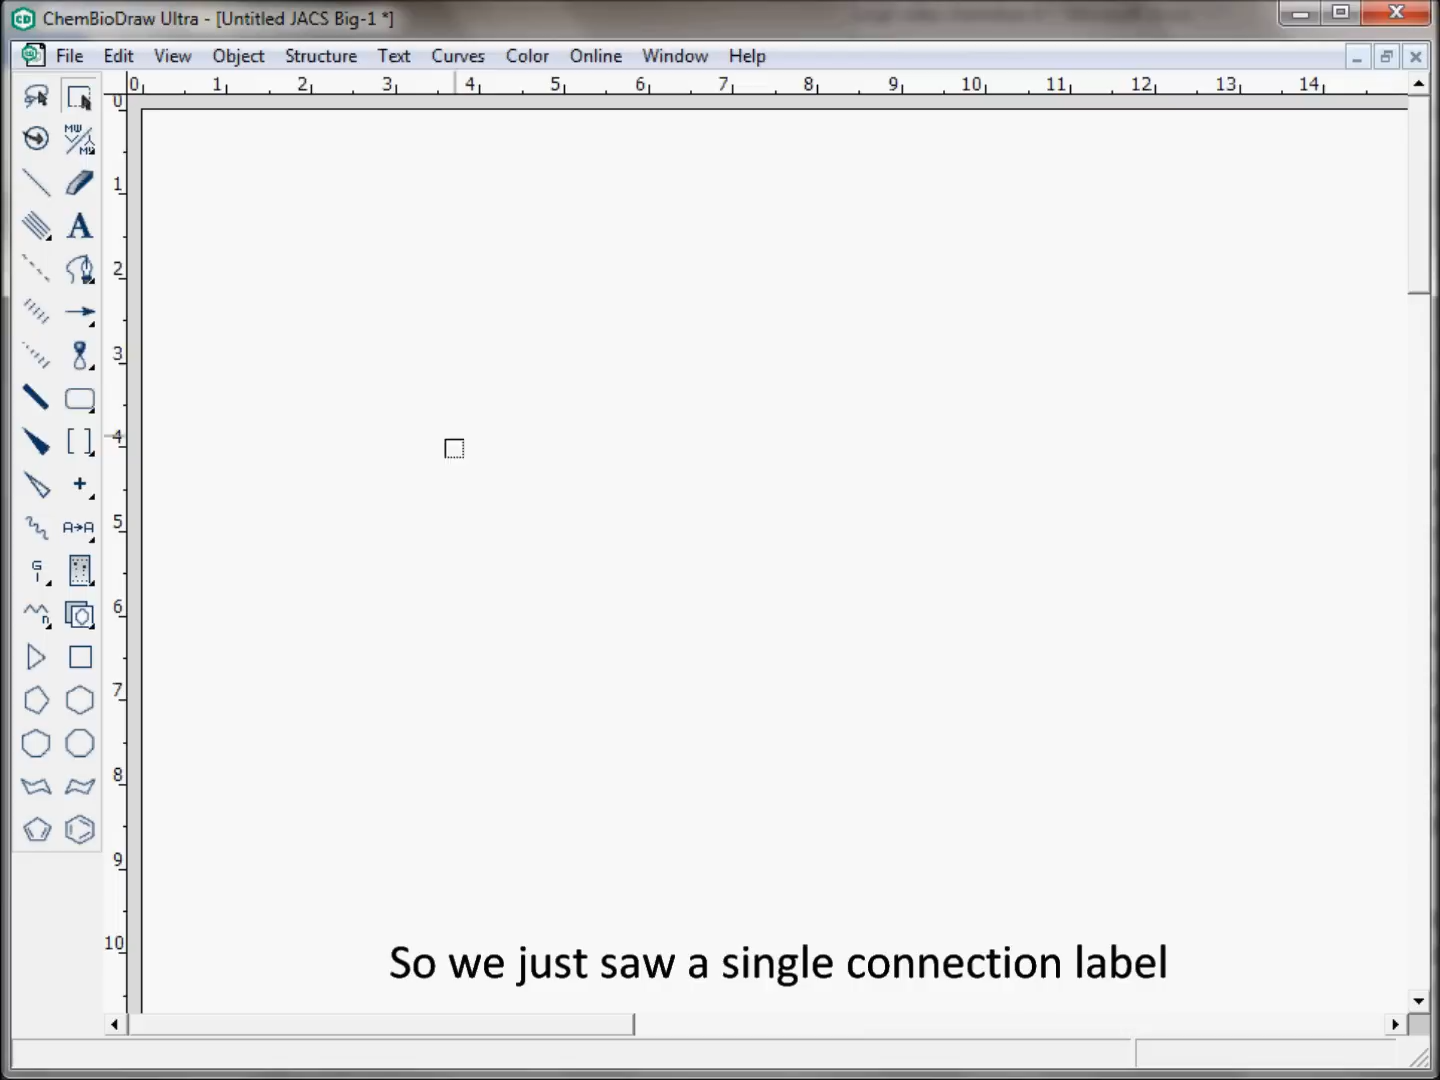 ChemBioDraw Ultra - [Untitled JACS Big-1 *]
File Edit View Object Structure Text Curves Color Online Window Help
0 1 2 3 4 5 6 7 8 9 10 11 12 13 14
0
MW
1
A
2
3
4
5
A A
G
6
n
7
8
9
10
So we just saw a single connection label